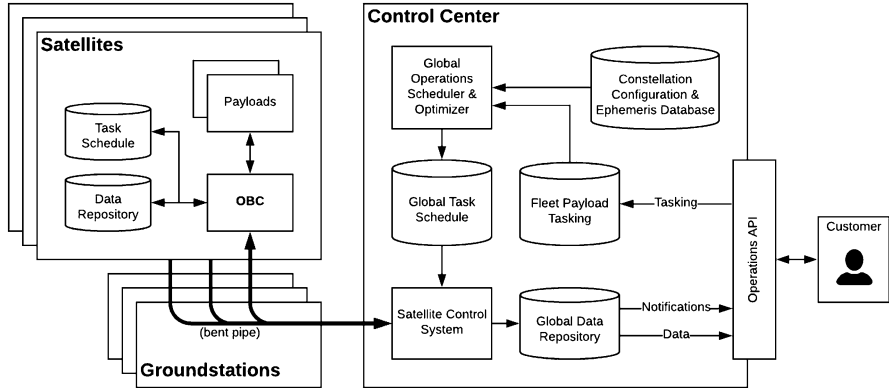 Satellites
Payloads
Task
Schedule
Data
Repository
OBC
(bent pipe)
Groundstations
Control Center
Global
Operations
Scheduler &
Optimizer
Constellation
Configuration &
Ephemeris Database
Global Task
Schedule
Fleet Payload
Tasking
Tasking
Satellite Control
System
Global Data
Repository
Notifications
Data
Operations API
Customer